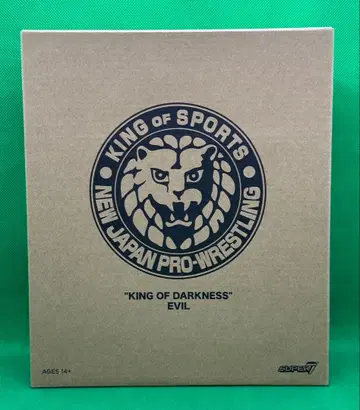 KING OF SPORTS
NEW JAPAN PRO-WRESTLING
"KING OF DARKNESS"
EVIL
AGES 14+
SUPER7